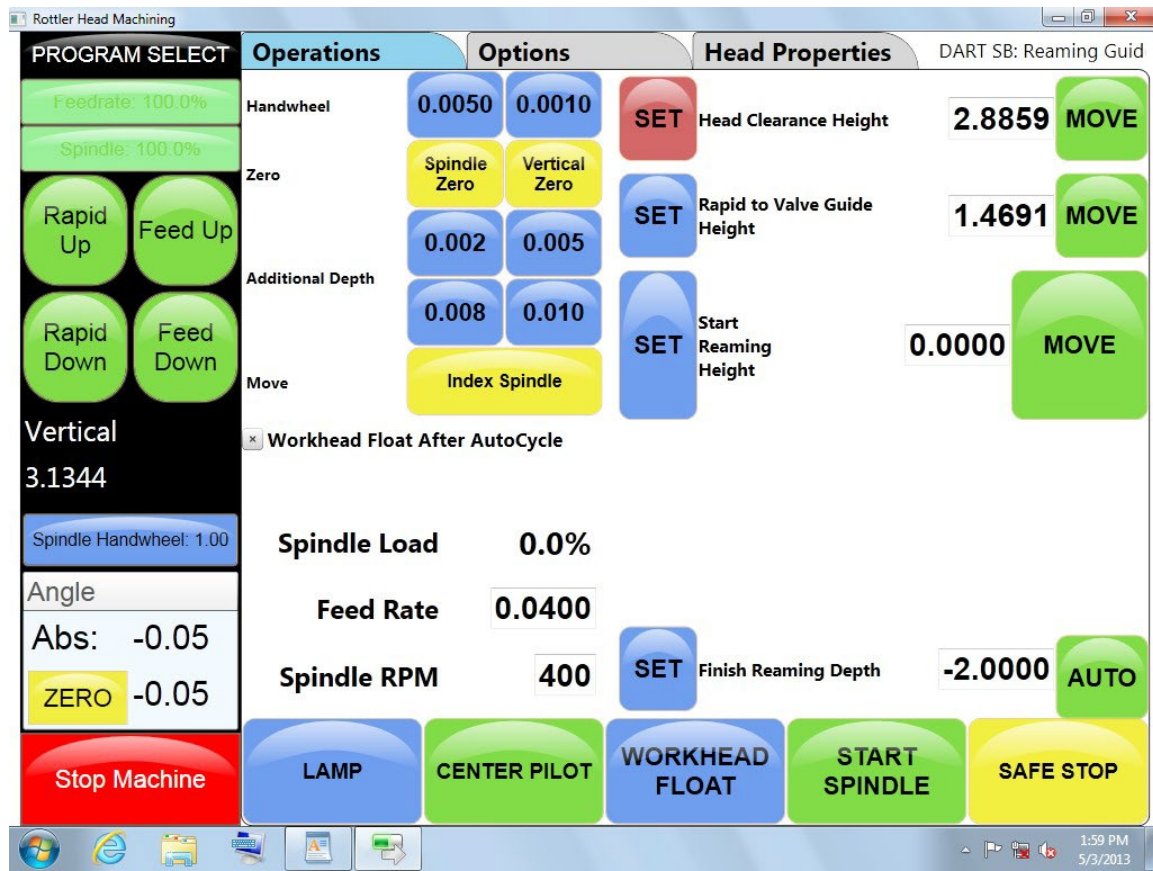 Rottler Head Machining
PROGRAM SELECT
Operations
Options
Head Properties
DART SB: Reaming Guid
Feedrate: 100.0%
Spindle: 100.0%
Rapid
Up
Feed Up
Rapid
Down
Feed
Down
Vertical
3.1344
Spindle Handwheel: 1.00
Angle
Abs: -0.05
ZERO -0.05
Stop Machine
Handwheel
0.0050
0.0010
Zero
Spindle
Zero
Vertical
Zero
Additional Depth
0.002
0.005
0.008
0.010
Move
Index Spindle
SET
Head Clearance Height
2.8859
MOVE
SET
Rapid to Valve Guide
Height
1.4691
MOVE
SET
Start
Reaming
Height
0.0000
MOVE
Workhead Float After AutoCycle
Spindle Load 0.0%
Feed Rate 0.0400
Spindle RPM 400
SET
Finish Reaming Depth
-2.0000
AUTO
LAMP
CENTER PILOT
WORKHEAD
FLOAT
START
SPINDLE
SAFE STOP
1:59 PM
5/3/2013